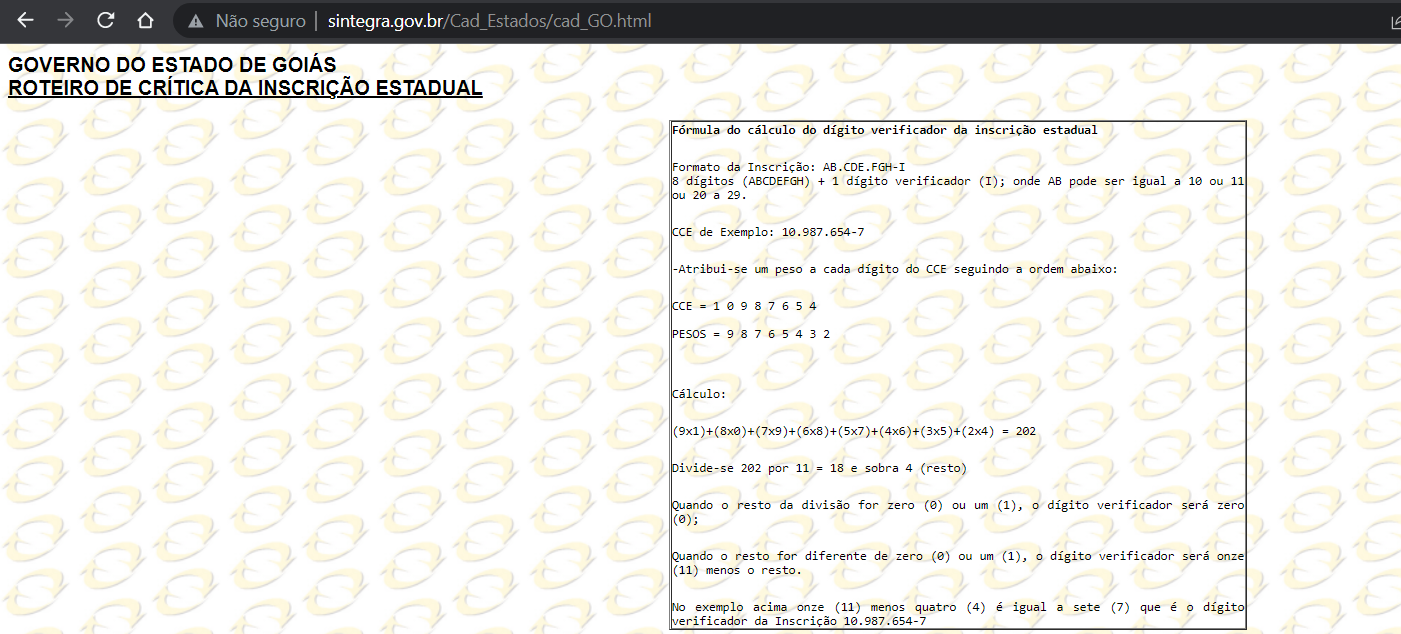 Não seguro | sintegra.gov.br/Cad_Estados/cad_GO.html
GOVERNO DO ESTADO DE GOIÁS
ROTEIRO DE CRÍTICA DA INSCRIÇÃO ESTADUAL
Fórmula do cálculo do dígito verificador da inscrição estadual
Formato da Inscrição: AB.CDE.FGH-I
8 dígitos (ABCDEFGH) + 1 dígito verificador (I); onde AB pode ser igual a 10 ou 11
ou 20 a 29.
CCE de Exemplo: 10.987.654-7
-Atribui-se um peso a cada dígito do CCE seguindo a ordem abaixo:
CCE = 1 0 9 8 7 6 5 4
PESOS = 9 8 7 6 5 4 3 2
Cálculo:
(9x1)+(8x0)+(7x9)+(6x8)+(5x7)+(4x6)+(3x5)+(2x4) = 202
Divide-se 202 por 11 = 18 e sobra 4 (resto)
Quando o resto da divisão for zero (0) ou um (1), o dígito verificador será zero
(0);
Quando o resto for diferente de zero (0) ou um (1), o dígito verificador será onze
(11) menos o resto.
No exemplo acima onze (11) menos quatro (4) é igual a sete (7) que é o dígito
verificador da Inscrição 10.987.654-7